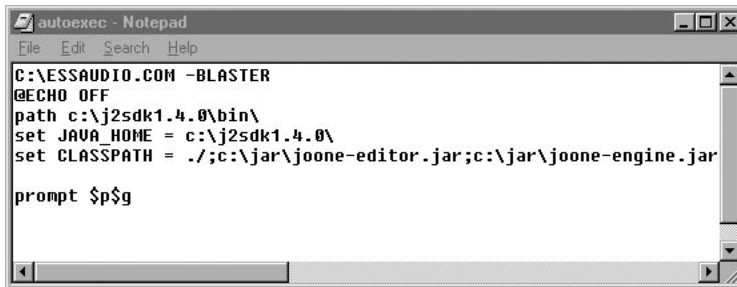 autoexec - Notepad
File Edit Search Help
C:\ESSAUDIO.COM -BLASTER
@ECHO OFF
path c:\j2sdk1.4.0\bin\
set JAVA_HOME = c:\j2sdk1.4.0\
set CLASSPATH = ./;c:\jar\joone-editor.jar;c:\jar\joone-engine.jar
prompt $p$g